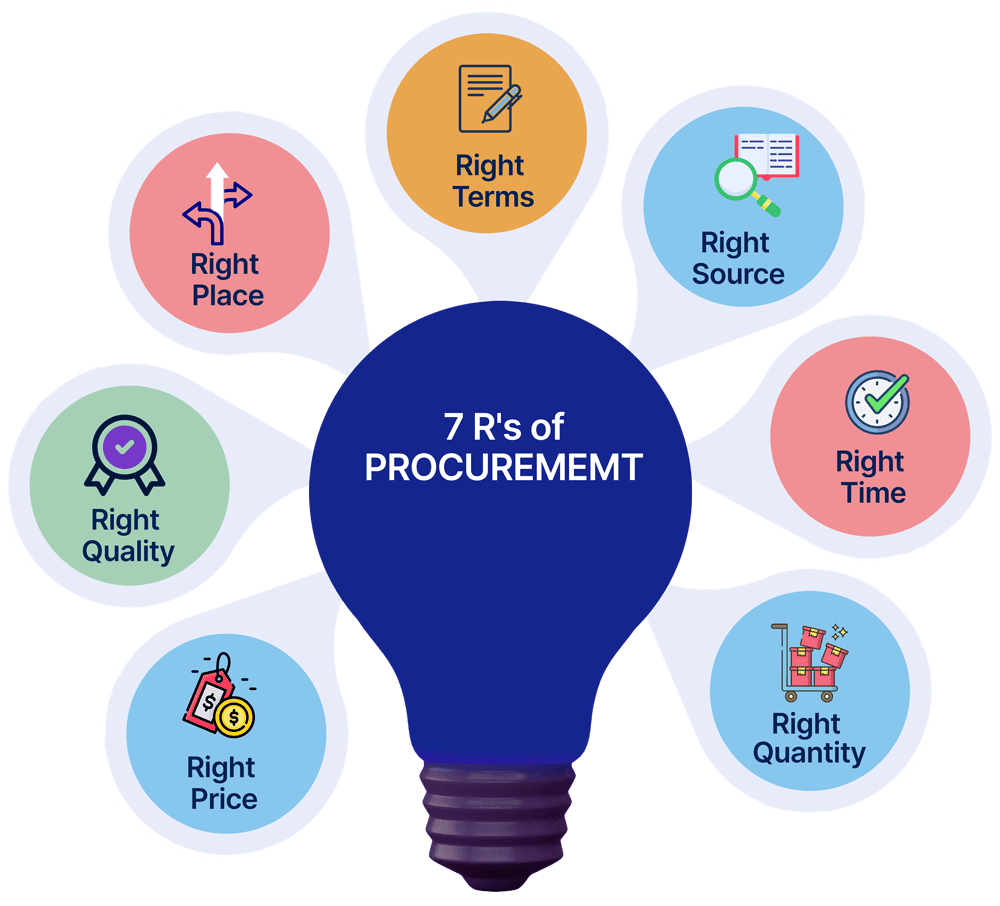 Right
Terms
Right
Source
Right
Place
Right
Time
7 R's of
PROCUREMEMT
Right
Quality
Right
Quantity
Right
Price
$
$